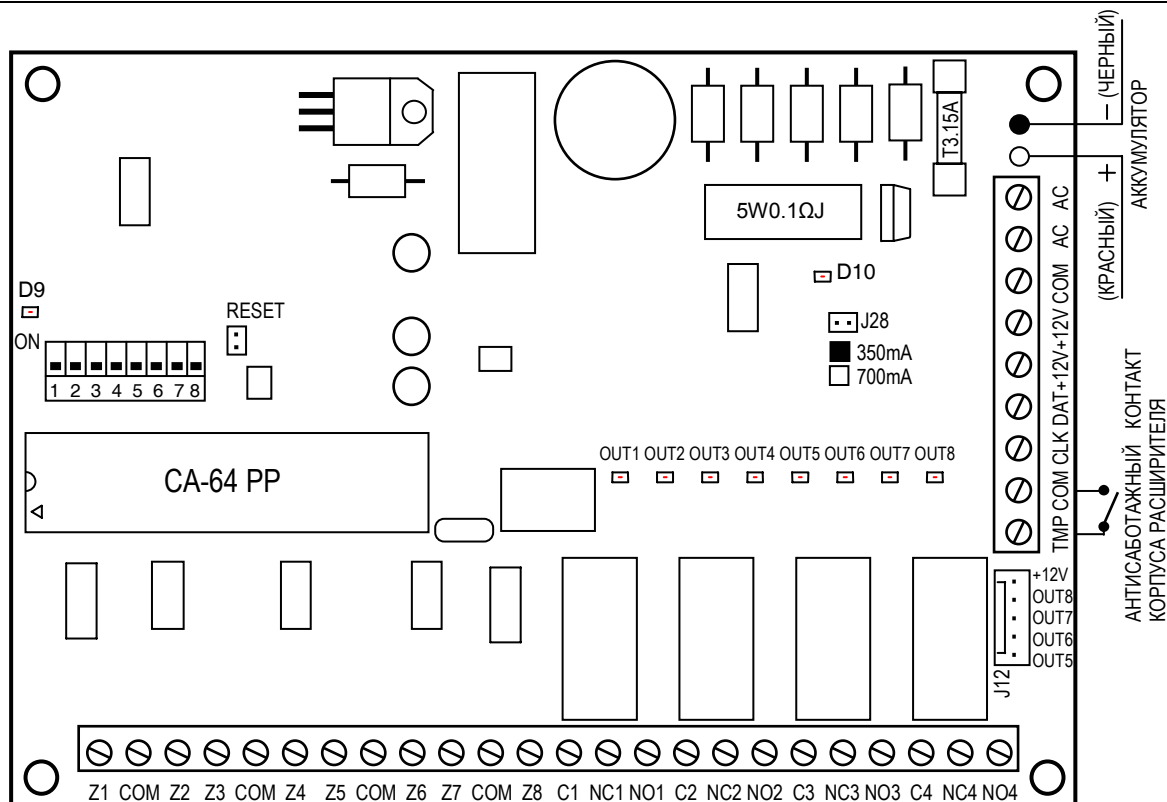 – (ЧЕРНЫЙ)
АККУМУЛЯТОР
(КРАСНЫЙ) +
T3.15A
5W0.1ΩJ
AC
AC
COM
+12V
+12V
DAT
CLK
COM
TMP
D10
J28
350mA
700mA
D9
ON
RESET
1 2 3 4 5 6 7 8
CA-64 PP
OUT1 OUT2 OUT3 OUT4 OUT5 OUT6 OUT7 OUT8
АНТИСАБОТАЖНЫЙ КОНТАКТ
КОРПУСА РАСШИРИТЕЛЯ
+12V
OUT8
OUT7
OUT6
OUT5
J12
Z1 COM Z2 Z3 COM Z4 Z5 COM Z6 Z7 COM Z8 C1 NC1 NO1 C2 NC2 NO2 C3 NC3 NO3 C4 NC4 NO4